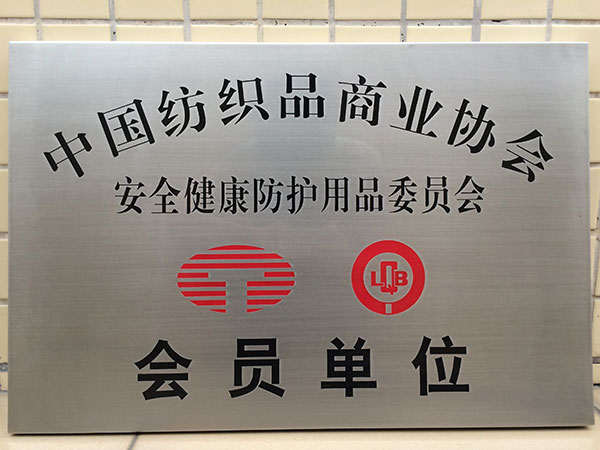 中国纺织品商业协会
安全健康防护用品委员会
LQB
会员单位